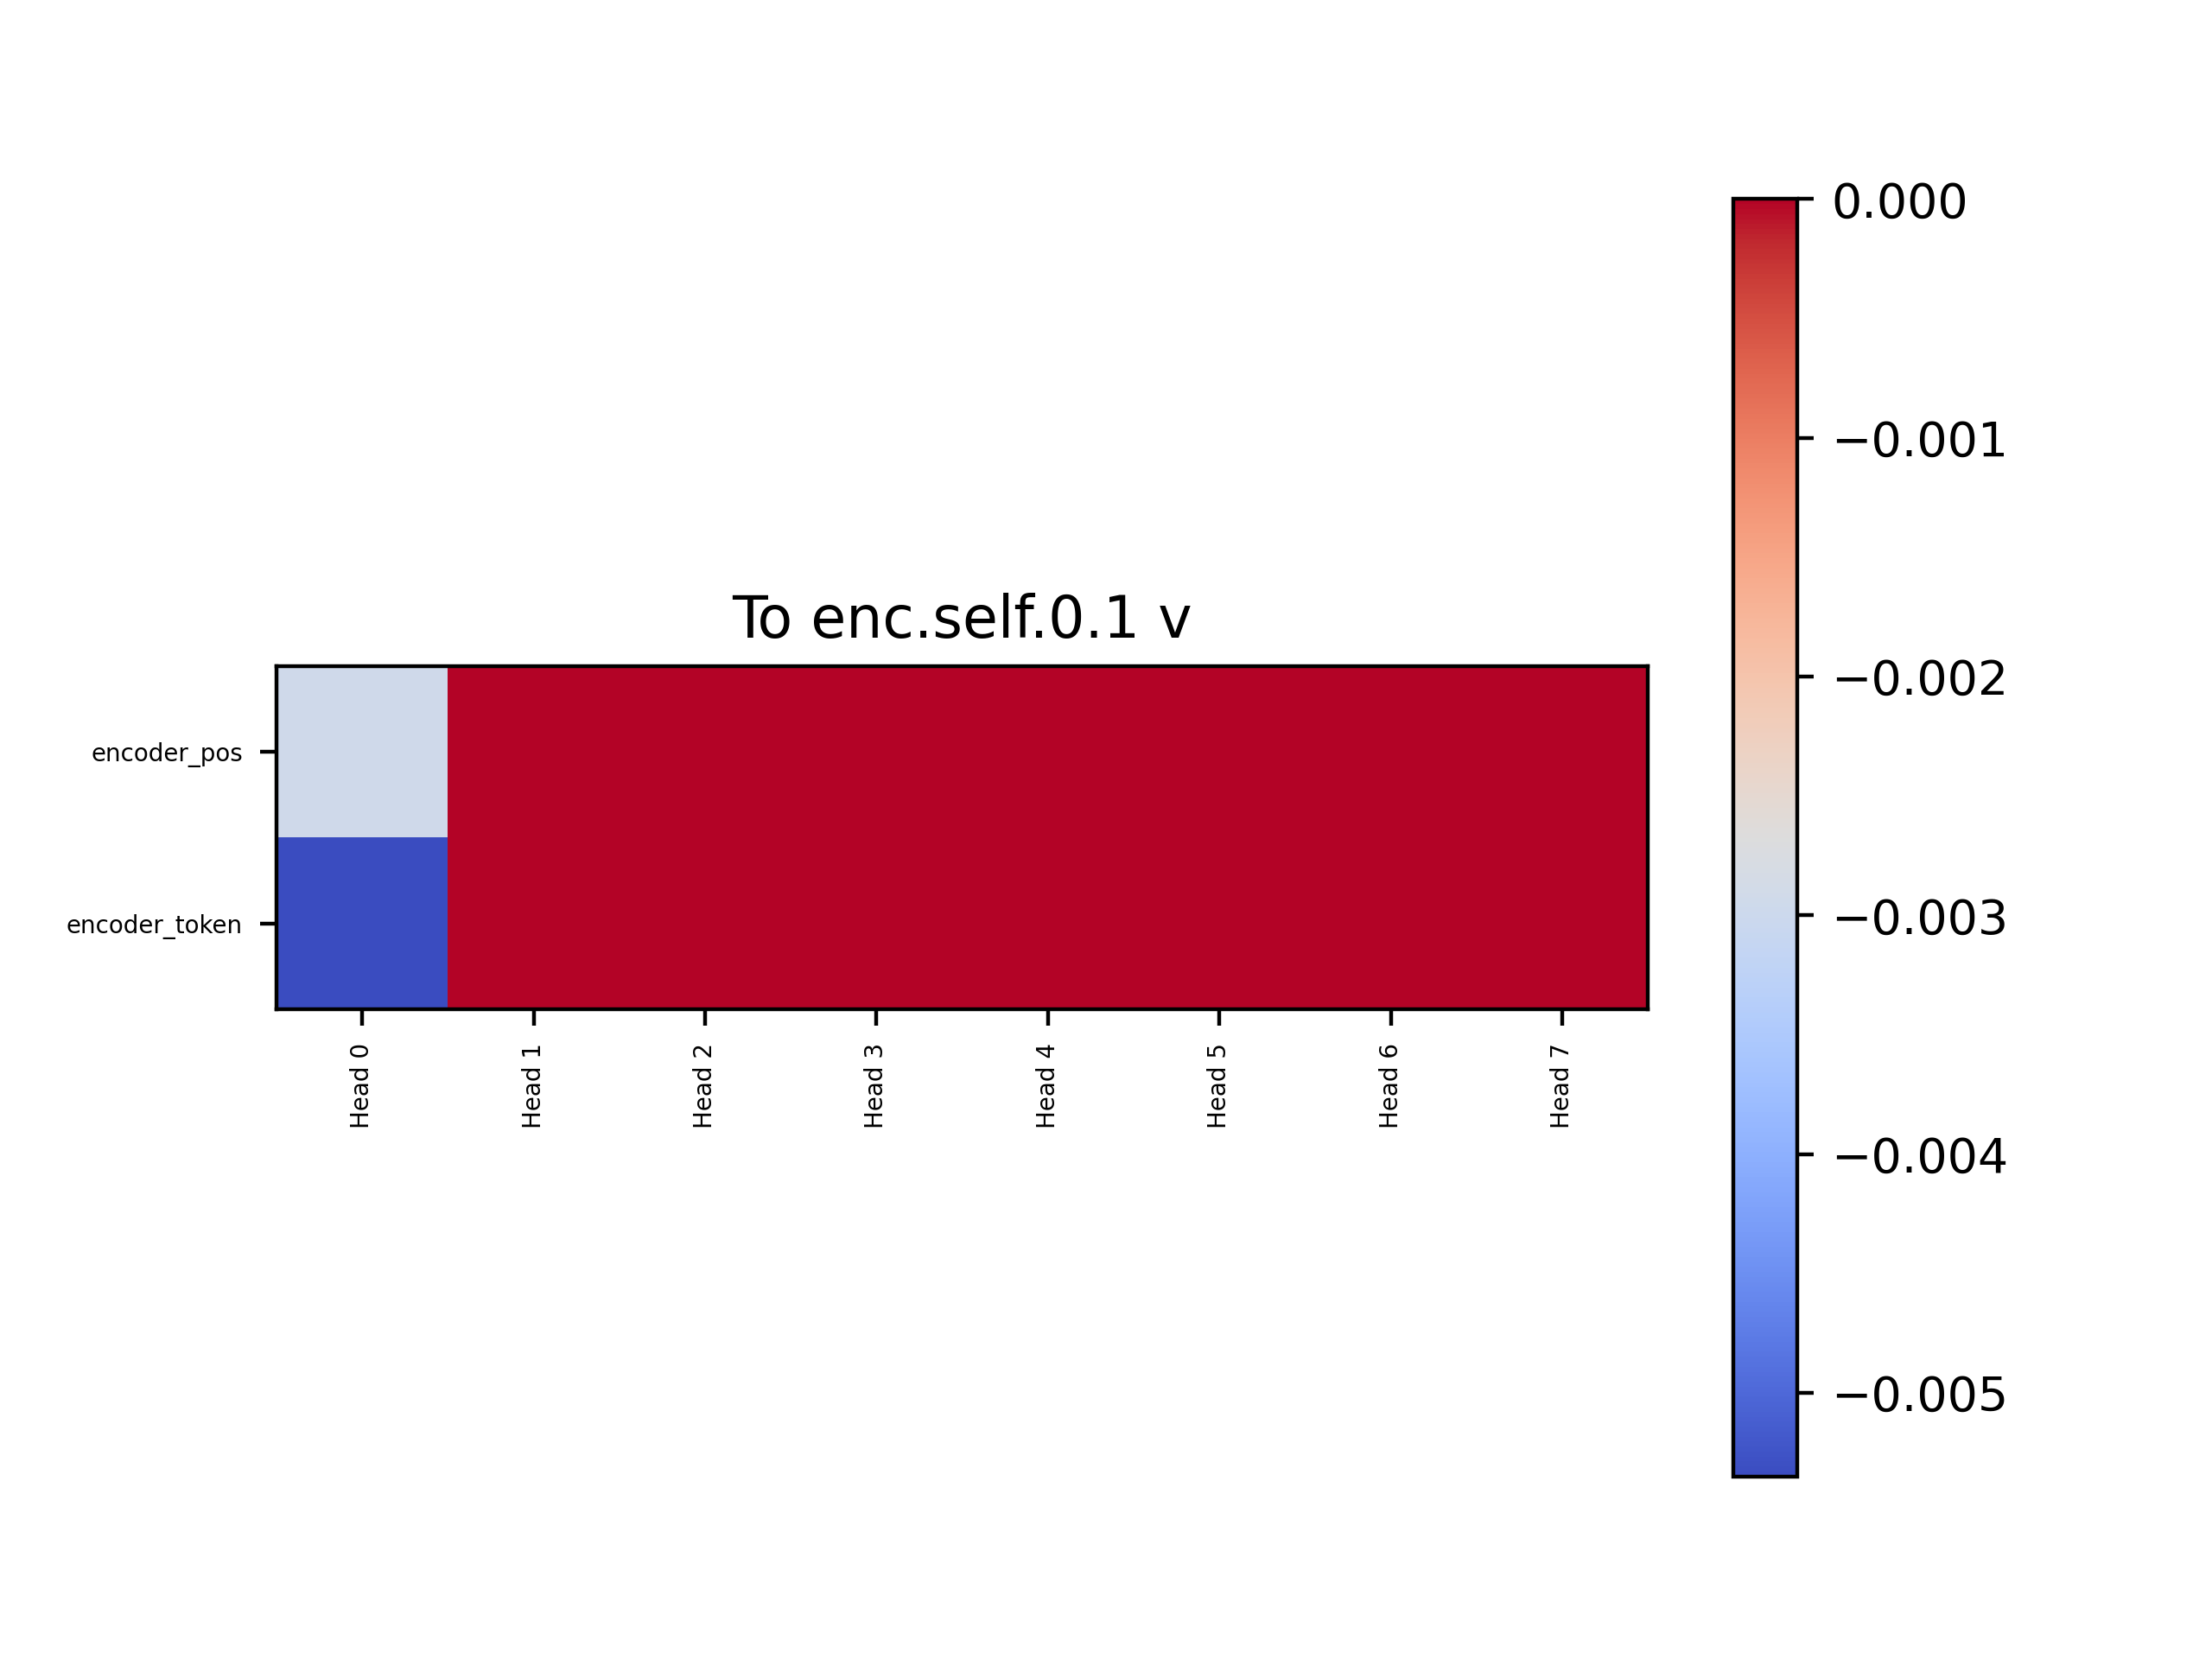 To enc.self.0.1 v
encoder_pos
encoder_token
Head 0
Head 1
Head 2
Head 3
Head 4
Head 5
Head 6
Head 7
0.000
−0.001
−0.002
−0.003
−0.004
−0.005